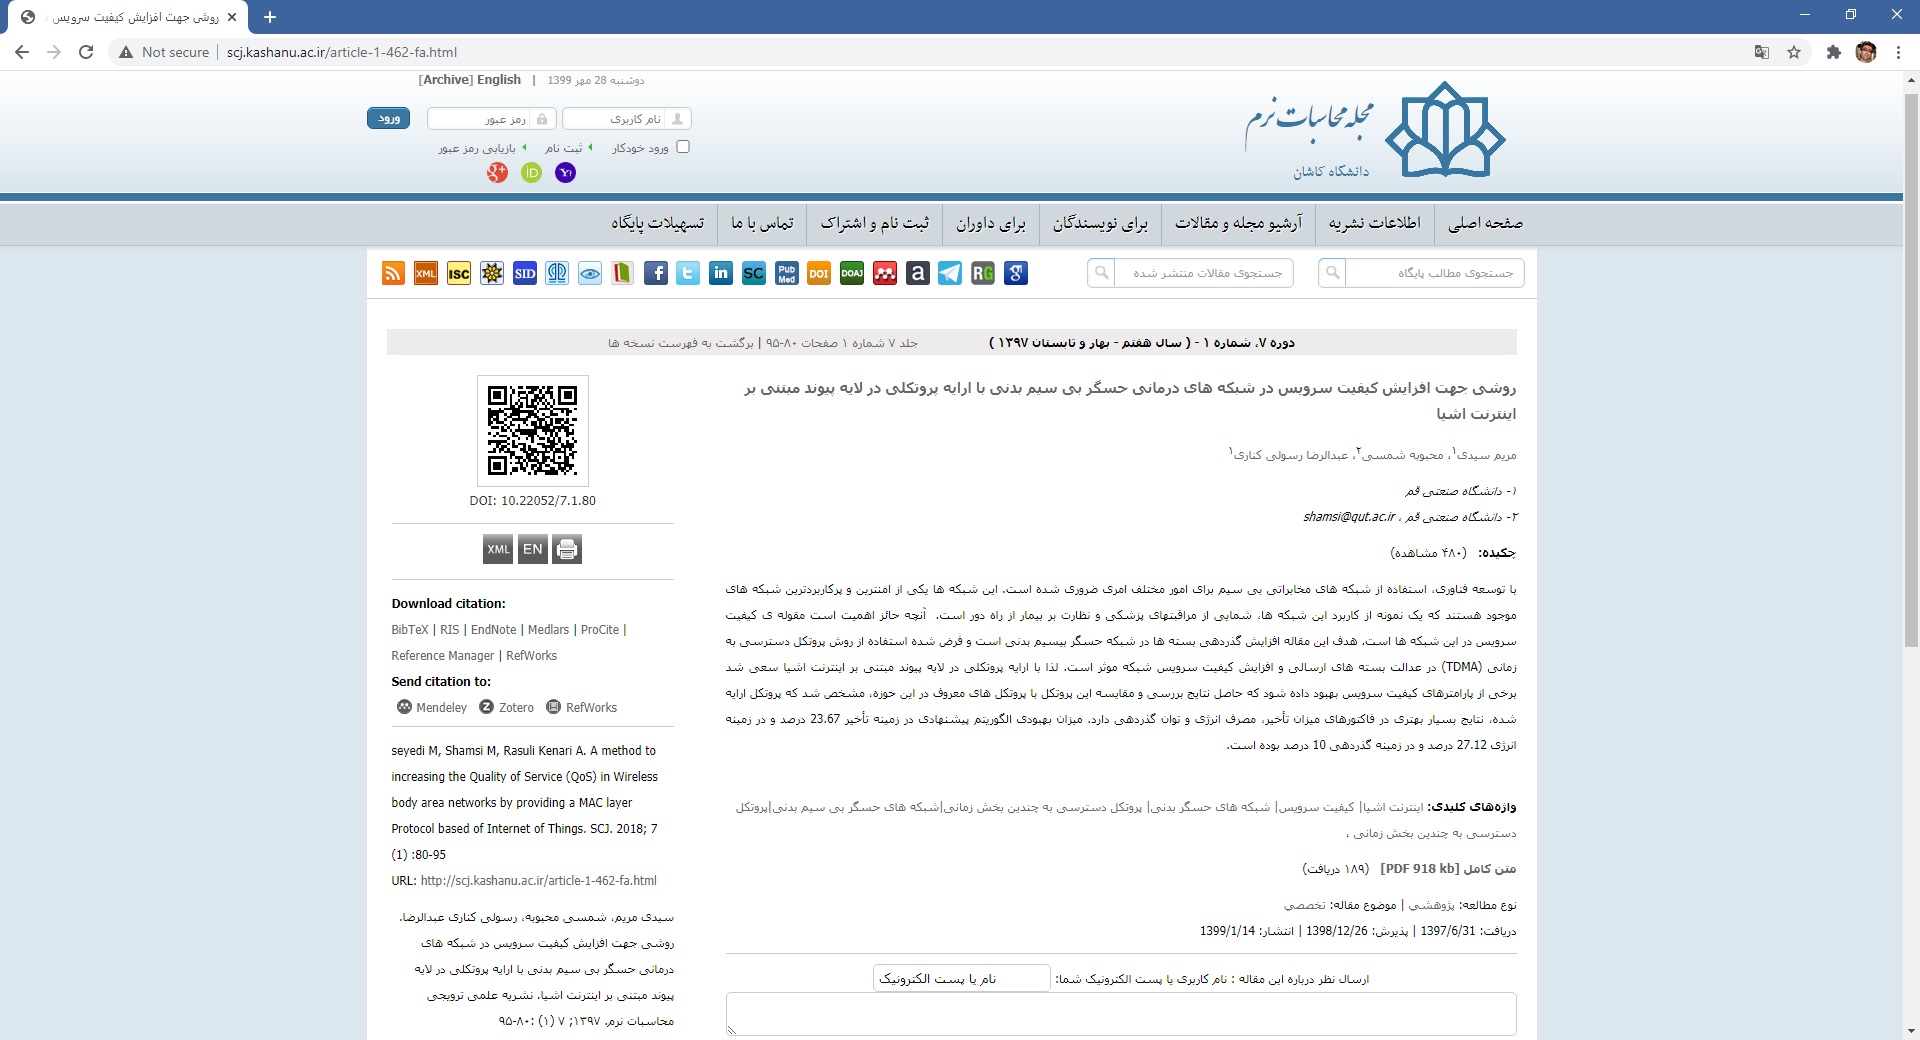 روشی جهت افزایش کیفیت سرویس د
Not secure | scj.kashanu.ac.ir/article-1-462-fa.html
دوشنبه 28 مهر 1399 | [Archive] English
مجله محاسبات نرم
دانشگاه کاشان
نام کاربری
رمز عبور
ورود
ورود خودکار
ثبت نام
بازیابی رمز عبور
صفحه اصلی
اطلاعات نشریه
آرشیو مجله و مقالات
برای نویسندگان
برای داوران
ثبت نام و اشتراک
تماس با ما
تسهیلات پایگاه
جستجوی مطالب پایگاه
جستجوی مقالات منتشر شده
XML ISC SID SC Pub Med DOI DOAJ a RG
دوره ۷، شماره ۱ - ( سال هفتم - بهار و تابستان ۱۳۹۷ )
جلد ۷ شماره ۱ صفحات ۸۰-۹۵ | برگشت به فهرست نسخه ها
روشی جهت افزایش کیفیت سرویس در شبکه های درمانی حسگر بی سیم بدنی با ارایه پروتکلی در لایه پیوند مبتنی بر
اینترنت اشیا
مریم سیدی۱، محبوبه شمسی۲، عبدالرضا رسولی کناری۱
۱- دانشگاه صنعتی قم
۲- دانشگاه صنعتی قم ، shamsi@qut.ac.ir
چکیده: (۴۸۰ مشاهده)
با توسعه فناوری، استفاده از شبکه های مخابراتی بی سیم برای امور مختلف امری ضروری شده است. این شبکه ها یکی از امنترین و پرکاربردترین شبکه های
موجود هستند که یک نمونه از کاربرد این شبکه ها، شمایی از مراقبتهای پزشکی و نظارت بر بیمار از راه دور است. آنچه حائز اهمیت است مقوله ی کیفیت
سرویس در این شبکه ها است. هدف این مقاله افزایش گذردهی بسته ها در شبکه حسگر بیسیم بدنی است و فرض شده استفاده از روش پروتکل دسترسی به
زمانی (TDMA) در عدالت بسته های ارسالی و افزایش کیفیت سرویس شبکه موثر است. لذا با ارایه پروتکلی در لایه پیوند مبتنی بر اینترنت اشیا سعی شد
برخی از پارامترهای کیفیت سرویس بهبود داده شود که حاصل نتایج بررسی و مقایسه این پروتکل با پروتکل های معروف در این حوزه، مشخص شد که پروتکل ارایه
شده، نتایج بسیار بهتری در فاکتورهای میزان تأخیر، مصرف انرژی و توان گذردهی دارد. میزان بهبودی الگوریتم پیشنهادی در زمینه تأخیر 23.67 درصد و در زمینه
انرژی 27.12 درصد و در زمینه گذردهی 10 درصد بوده است.
واژه‌های کلیدی: اینترنت اشیا| کیفیت سرویس| شبکه های حسگر بدنی| پروتکل دسترسی به چندین بخش زمانی|شبکه های حسگر بی سیم بدنی|پروتکل
دسترسی به چندین بخش زمانی ،
متن کامل [PDF 918 kb] (۱۸۹ دریافت)
نوع مطالعه: پژوهشي | موضوع مقاله: تخصصي
دریافت: 1397/6/31 | پذیرش: 1398/12/26 | انتشار: 1399/1/14
ارسال نظر درباره این مقاله : نام کاربری یا پست الکترونیک شما:
نام یا پست الکترونیک
DOI: 10.22052/7.1.80
XML EN
Download citation:
BibTeX | RIS | EndNote | Medlars | ProCite |
Reference Manager | RefWorks
Send citation to:
Mendeley Zotero RefWorks
seyedi M, Shamsi M, Rasuli Kenari A. A method to
increasing the Quality of Service (QoS) in Wireless
body area networks by providing a MAC layer
Protocol based of Internet of Things. SCJ. 2018; 7
(1) :80-95
URL: http://scj.kashanu.ac.ir/article-1-462-fa.html
سیدی مریم، شمسی محبوبه، رسولی کناری عبدالرضا.
روشی جهت افزایش کیفیت سرویس در شبکه های
درمانی حسگر بی سیم بدنی با ارایه پروتکلی در لایه
پیوند مبتنی بر اینترنت اشیا. نشریه علمی ترویجی
محاسبات نرم. ۱۳۹۷; ۷ (۱) :۸۰-۹۵